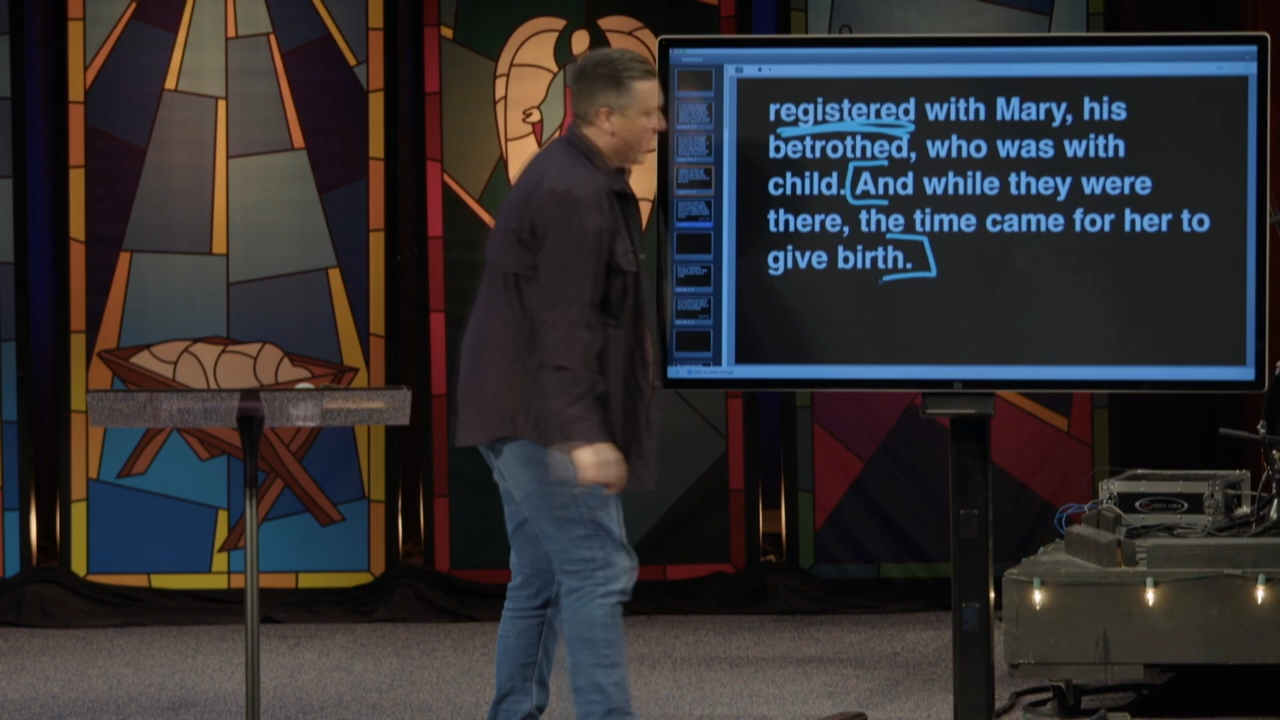 registered with Mary, his
betrothed, who was with
child. And while they were
there, the time came for her to
give birth.